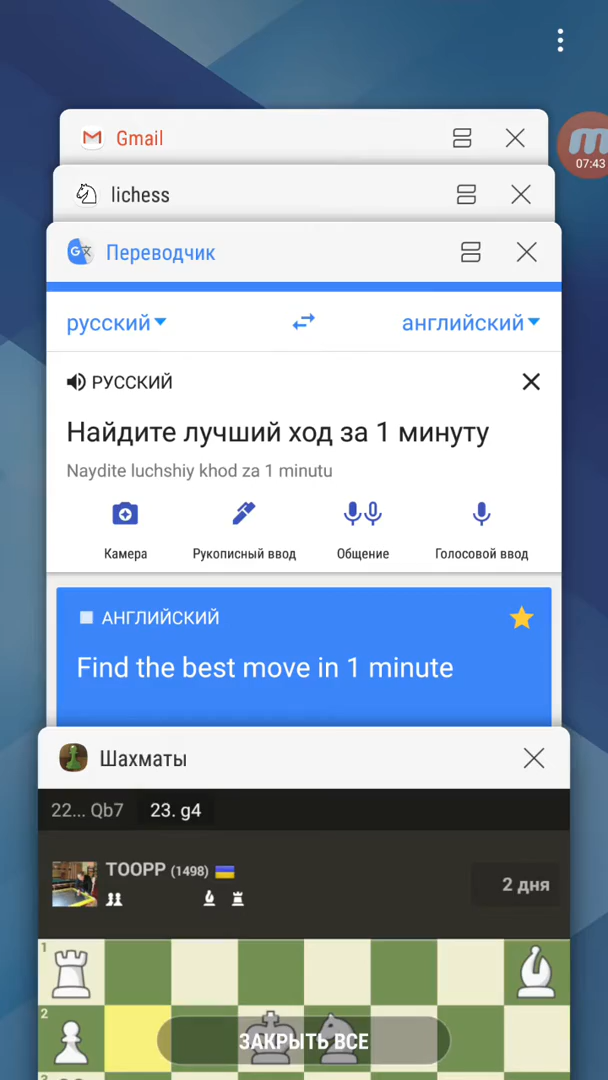 Gmail
07:43
lichess
Переводчик
русский
английский
РУССКИЙ
Найдите лучший ход за 1 минуту
Naydite luchshiy khod za 1 minutu
Камера
Рукописный ввод
Общение
Голосовой ввод
АНГЛИЙСКИЙ
Find the best move in 1 minute
Шахматы
22... Qb7
23. g4
TOOPP (1498)
2 дня
1
2
ЗАКРЫТЬ ВСЕ